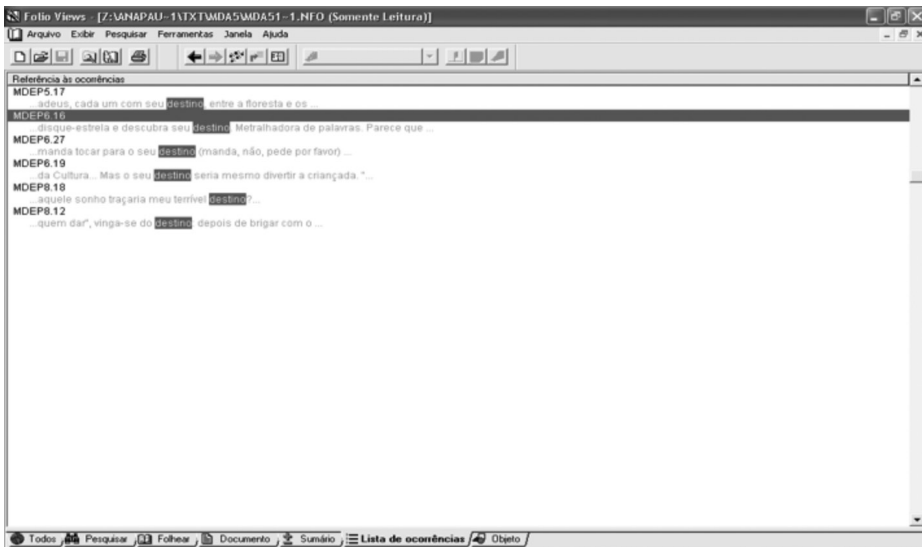 Folio Views - [Z:\ANAPAU~1\TXT\MDA5\MDA51~1.NFO (Somente Leitura)]
Arquivo Exibir Pesquisar Ferramentas Janela Ajuda
Referência às ocorrências
MDEP5.17
...adeus, cada um com seu destino, entre a floresta e os ...
MDEP6.16
...disque-estrela e descubra seu destino. Metralhadora de palavras. Parece que ...
MDEP6.27
...manda tocar para o seu destino (manda, não, pede por favor) ...
MDEP6.19
...da Cultura... Mas o seu destino seria mesmo divertir a criançada. "...
MDEP8.18
...aquele sonho traçaria meu terrível destino?...
MDEP8.12
...quem dar", vinga-se do destino, depois de brigar com o ...
Todos Pesquisar Folhear Documento Sumário Lista de ocorrências Objeto